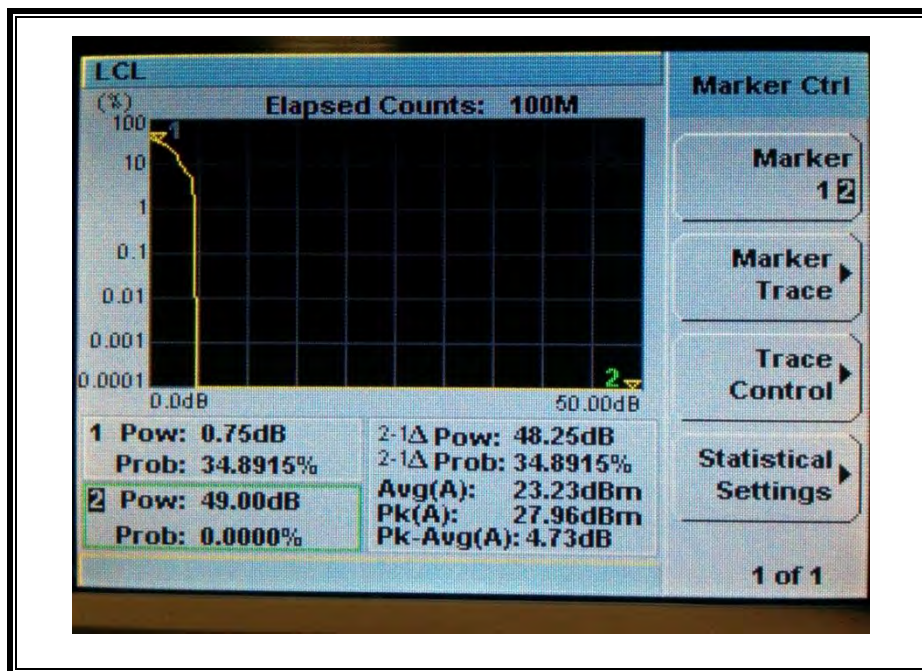 LCL
Marker Ctrl
(%)
Elapsed Counts: 100M
100
1
10
1
0.1
0.01
0.001
0.0001
2
0.0dB
50.00dB
1 Pow: 0.75dB
Prob: 34.8915%
2 Pow: 49.00dB
Prob: 0.0000%
2-1Δ Pow: 48.25dB
2-1Δ Prob: 34.8915%
Avg(A): 23.23dBm
Pk(A): 27.96dBm
Pk-Avg(A): 4.73dB
Marker
1 2
Marker
Trace
Trace
Control
Statistical
Settings
1 of 1